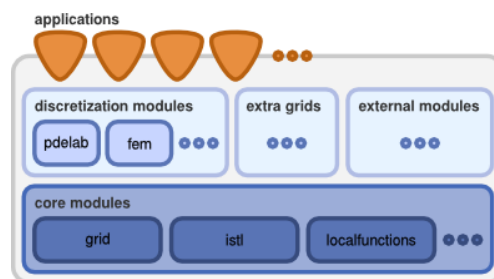 applications
discretization modules
extra grids
external modules
pdelab
fem
core modules
grid
istl
localfunctions